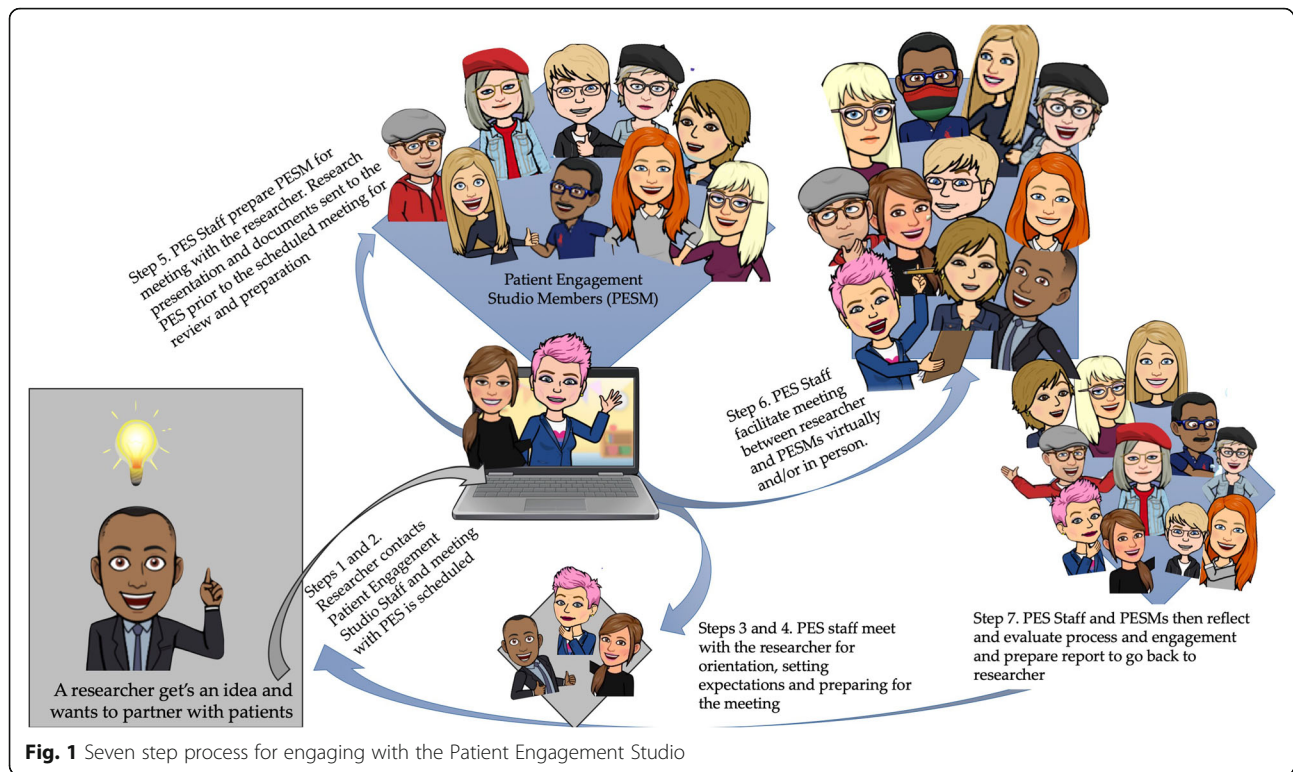 A researcher get's an idea and
wants to partner with patients
Steps 1 and 2.
Researcher contacts
Patient Engagement
Studio Staff and meeting
with PES is scheduled
Steps 3 and 4. PES staff meet
with the researcher for
orientation, setting
expectations and preparing for
the meeting
Step 5. PES Staff prepare PESM for
meeting with the researcher. Research
presentation and documents sent to the
PES prior to the scheduled meeting for
review and preparation
Patient Engagement
Studio Members (PESM)
Step 6. PES Staff
facilitate meeting
between researcher
and PESMs virtually
and/or in person.
Step 7. PES Staff and PESMs then reflect
and evaluate process and engagement
and prepare report to go back to
researcher
Fig. 1 Seven step process for engaging with the Patient Engagement Studio